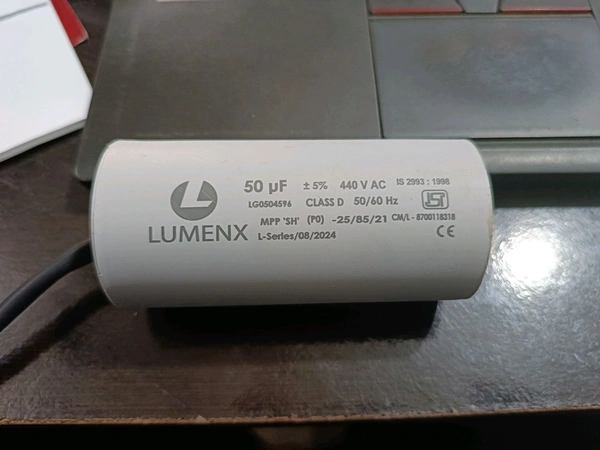 50 µF ± 5% 440 V AC IS 2993 : 1998
LG0504596 CLASS D 50/60 Hz ISI
MPP 'SH' (P0) -25/85/21 CM/L - 8700118318
LUMENX L-Series/08/2024 CE